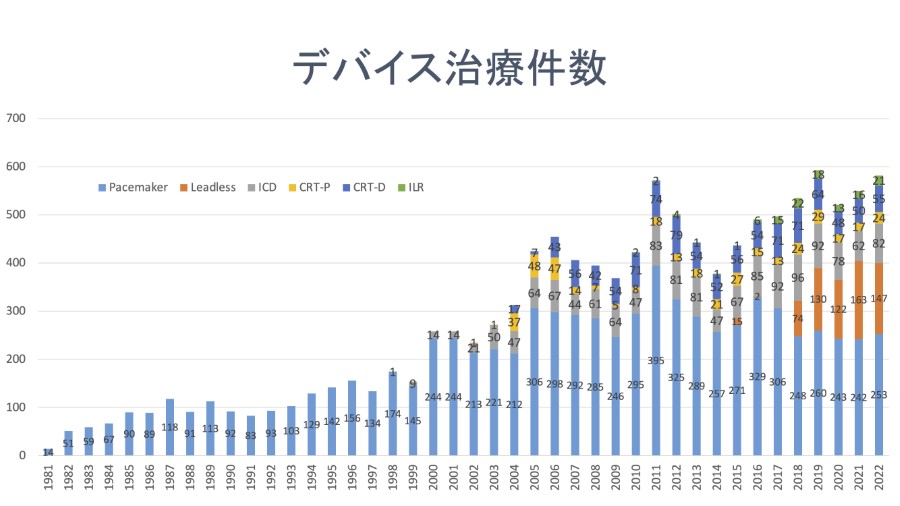 デバイス治療件数
700
600
500
400
300
200
100
0
Pacemaker Leadless ICD CRT-P CRT-D ILR
14 51 59 67 90 89 118 91 113 92 83 93 103 129 142 156 134 174 145 244 244 213 221 212 306 298 292 285 246 295 395 325 289 257 271 329 306 248 260 243 242 253
15 2 74 130 122 163 147
1 9 14 14 21 50 47 64 67 44 61 64 47 83 81 81 47 67 85 92 96 92 78 62 82
1 1 37 48 47 14 7 5 8 18 13 18 21 27 15 13 24 29 17 17 24
17 7 43 56 42 54 71 74 79 54 52 56 54 71 71 64 48 50 55
2 2 4 1 1 1 6 15 22 18 13 16 21
1981 1982 1983 1984 1985 1986 1987 1988 1989 1990 1991 1992 1993 1994 1995 1996 1997 1998 1999 2000 2001 2002 2003 2004 2005 2006 2007 2008 2009 2010 2011 2012 2013 2014 2015 2016 2017 2018 2019 2020 2021 2022